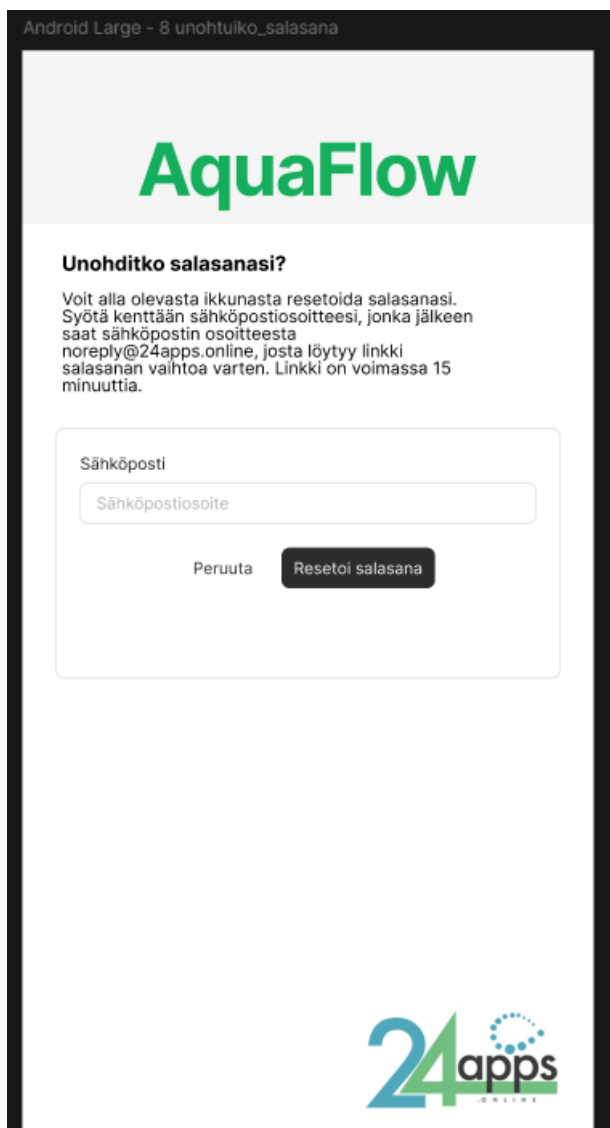 Android Large - 8 unohtuiko_salasana
AquaFlow
Unohditko salasanasi?
Voit alla olevasta ikkunasta resetoida salasanasi.
Syötä kenttään sähköpostiosoitteesi, jonka jälkeen
saat sähköpostin osoitteesta
noreply@24apps.online, josta löytyy linkki
salasanan vaihtoa varten. Linkki on voimassa 15
minuuttia.
Sähköposti
Sähköpostiosoite
Peruuta Resetoi salasana
24apps
.ONLINE